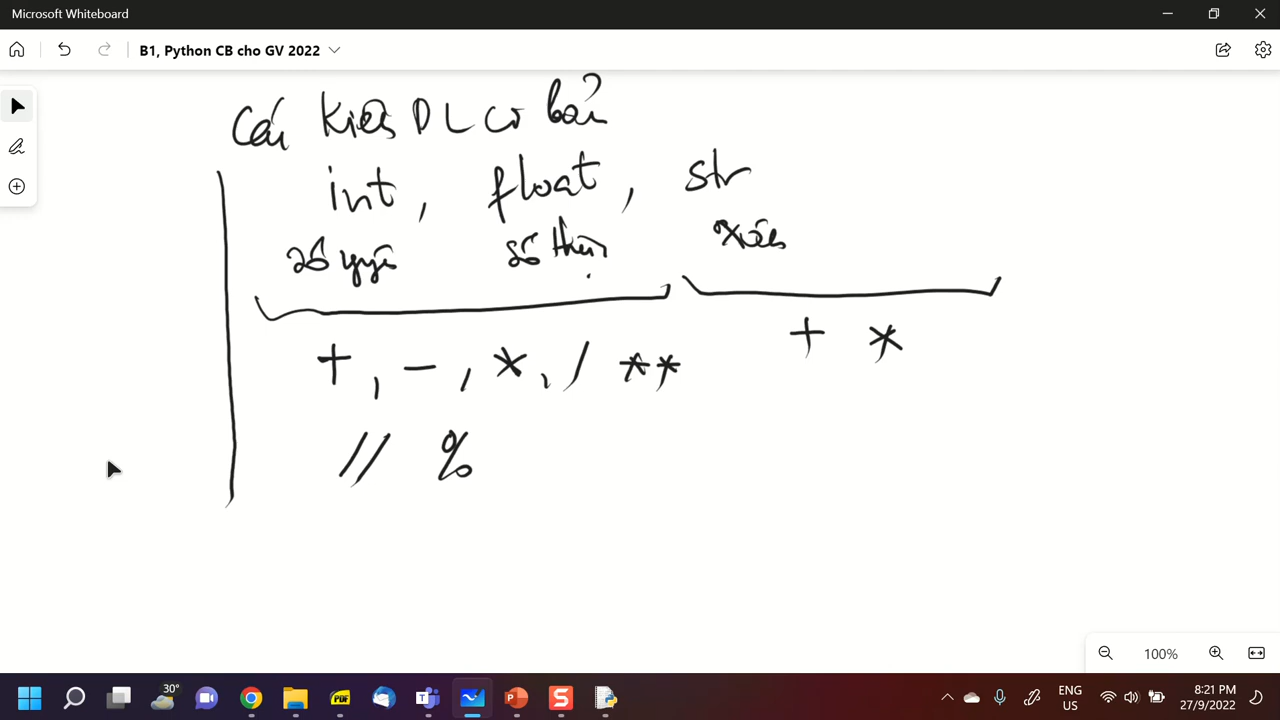 Microsoft Whiteboard
B1, Python CB cho GV 2022
Các kiểu DL cơ bản
int, float, str
số nguyên số thực xâu
+, -, *, / ** + *
// %
100%
30°
PDF
S
ENG
US
8:21 PM
27/9/2022